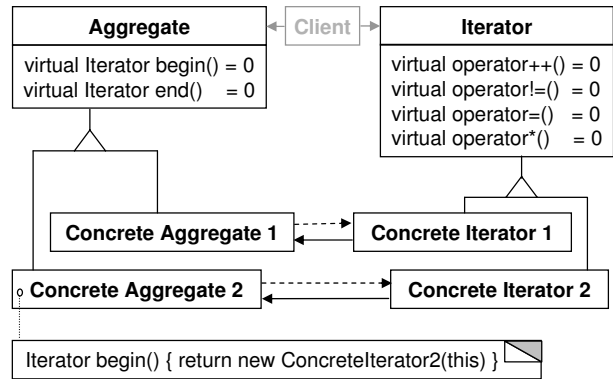 Aggregate
Client
Iterator
virtual Iterator begin() = 0
virtual Iterator end() = 0
virtual operator++() = 0
virtual operator!=() = 0
virtual operator=() = 0
virtual operator*() = 0
Concrete Aggregate 1
Concrete Iterator 1
Concrete Aggregate 2
Concrete Iterator 2
Iterator begin() { return new ConcreteIterator2(this) }